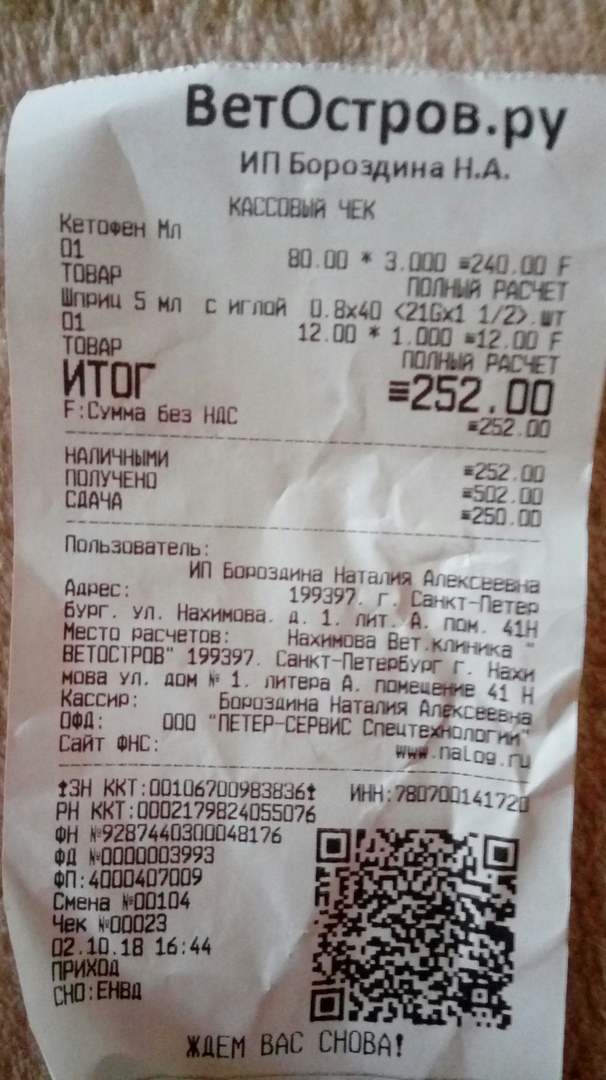 ВетОстров.ру
ИП Бороздина Н.А.
КАССОВЫЙ ЧЕК
Кетофен Мл
01 80.00 * 3.000 ≡240.00 F
ТОВАР ПОЛНЫЙ РАСЧЕТ
Шприц 5 мл с иглой 0.8x40 <21Gx1 1/2>.шт
01 12.00 * 1.000 ≡12.00 F
ТОВАР ПОЛНЫЙ РАСЧЕТ
ИТОГ ≡252.00
F:Сумма без НДС ≡252.00
НАЛИЧНЫМИ ≡252.00
ПОЛУЧЕНО ≡502.00
СДАЧА ≡250.00
Пользователь:
ИП Бороздина Наталия Алексеевна
Адрес: 199397. г. Санкт-Петер
бург. ул. Нахимова. д. 1. лит. А. пом. 41Н
Место расчетов: Нахимова Вет.клиника "
ВЕТОСТРОВ" 199397. Санкт-Петербург г. Нахи
мова ул. дом № 1. литера А. помещение 41 Н
Кассир: Бороздина Наталия Алексеевна
ОФД: ООО "ПЕТЕР-СЕРВИС Спецтехнологии"
Сайт ФНС: www.nalog.ru
ЗН ККТ:00106700983836 ИНН:780700141720
РН ККТ:0002179824055076
ФН №9287440300048176
ФД №0000003993
ФП:4000407009
Смена №00104
Чек №00023
02.10.18 16:44
ПРИХОД
СНО:ЕНВД
ЖДЕМ ВАС СНОВА!